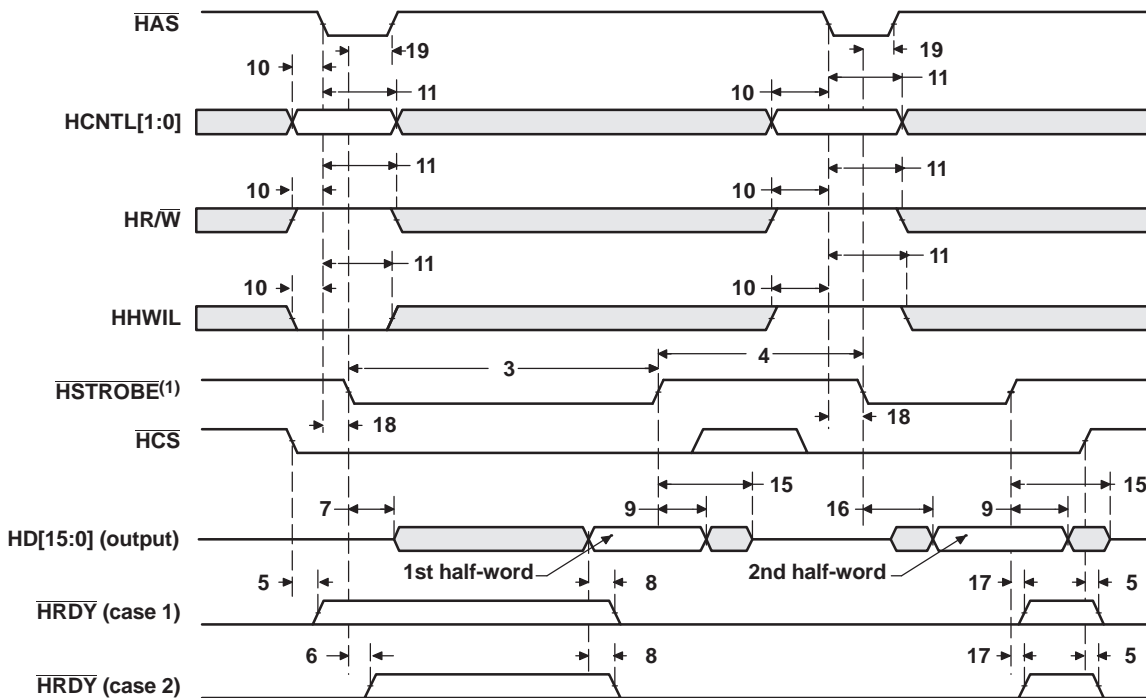 HAS
19 19
10 11 10 11
HCNTL[1:0]
11 11
10 10
HR/W
11 11
10 10
HHWIL
3 4
HSTROBE(1)
18 18
HCS
15 15
7 9 16 9
HD[15:0] (output)
1st half-word 2nd half-word
5 8 17 5
HRDY (case 1)
6 8 17 5
HRDY (case 2)